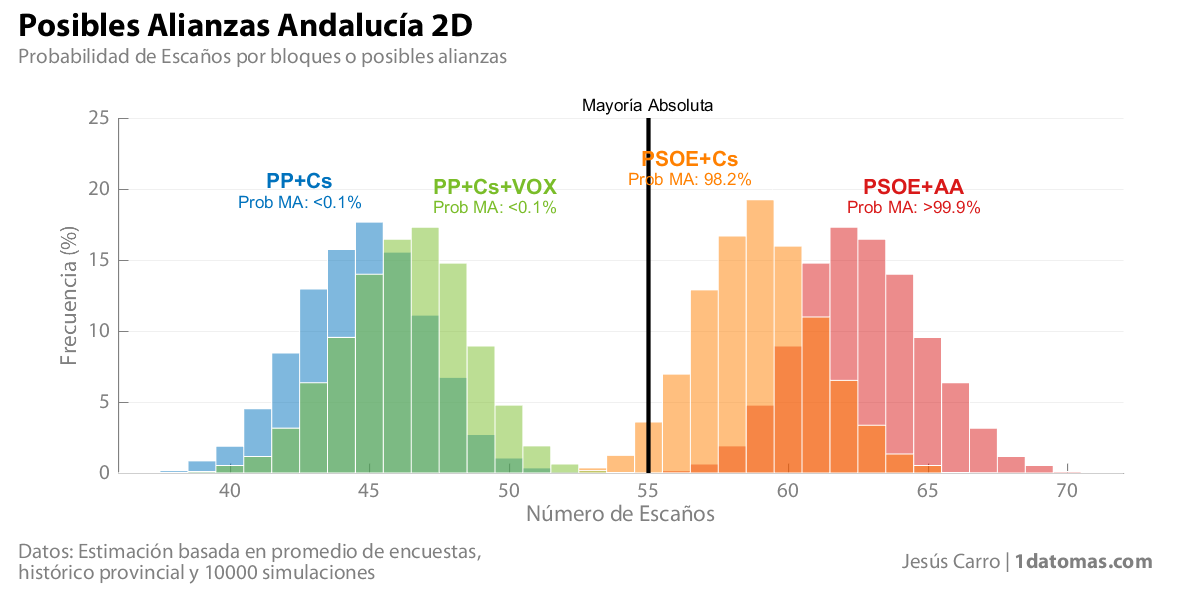 Posibles Alianzas Andalucía 2D
Probabilidad de Escaños por bloques o posibles alianzas
Mayoría Absoluta
25
20
15
10
5
0
Frecuencia (%)
PP+Cs
Prob MA: <0.1%
PP+Cs+VOX
Prob MA: <0.1%
PSOE+Cs
Prob MA: 98.2%
PSOE+AA
Prob MA: >99.9%
40 45 50 55 60 65 70
Número de Escaños
Datos: Estimación basada en promedio de encuestas,
histórico provincial y 10000 simulaciones
Jesús Carro | 1datomas.com